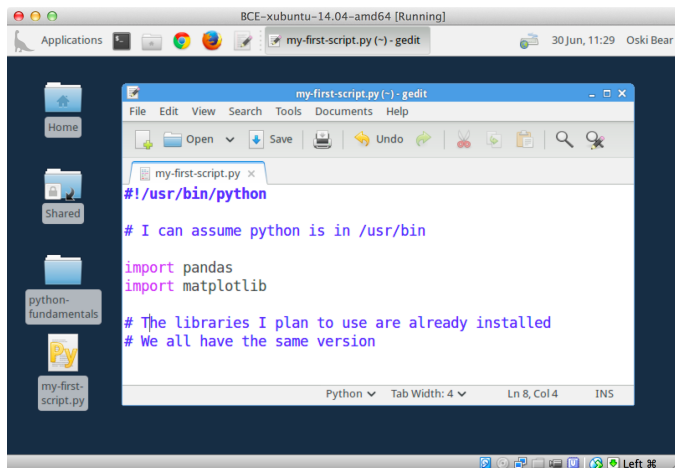 BCE-xubuntu-14.04-amd64 [Running]
Applications my-first-script.py (~) - gedit 30 Jun, 11:29 Oski Bear
Home
Shared
python-
fundamentals
Py
my-first-
script.py
my-first-script.py (~) - gedit
File Edit View Search Tools Documents Help
Open Save Undo
my-first-script.py ×
#!/usr/bin/python
# I can assume python is in /usr/bin
import pandas
import matplotlib
# The libraries I plan to use are already installed
# We all have the same version
Python Tab Width: 4 Ln 8, Col 4 INS
Left ⌘